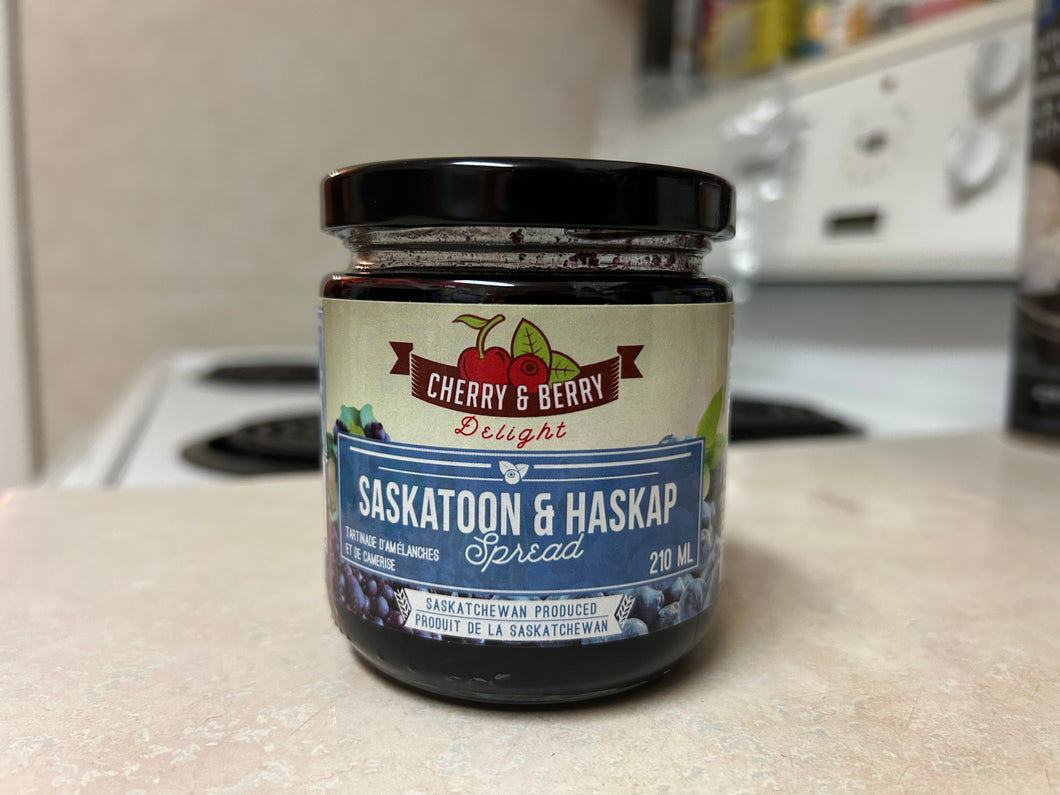 CHERRY & BERRY
Delight
SASKATOON & HASKAP
Spread
TARTINADE D'AMÉLANCHES
ET DE CAMERISE
210 ML
SASKATCHEWAN PRODUCED
PRODUIT DE LA SASKATCHEWAN